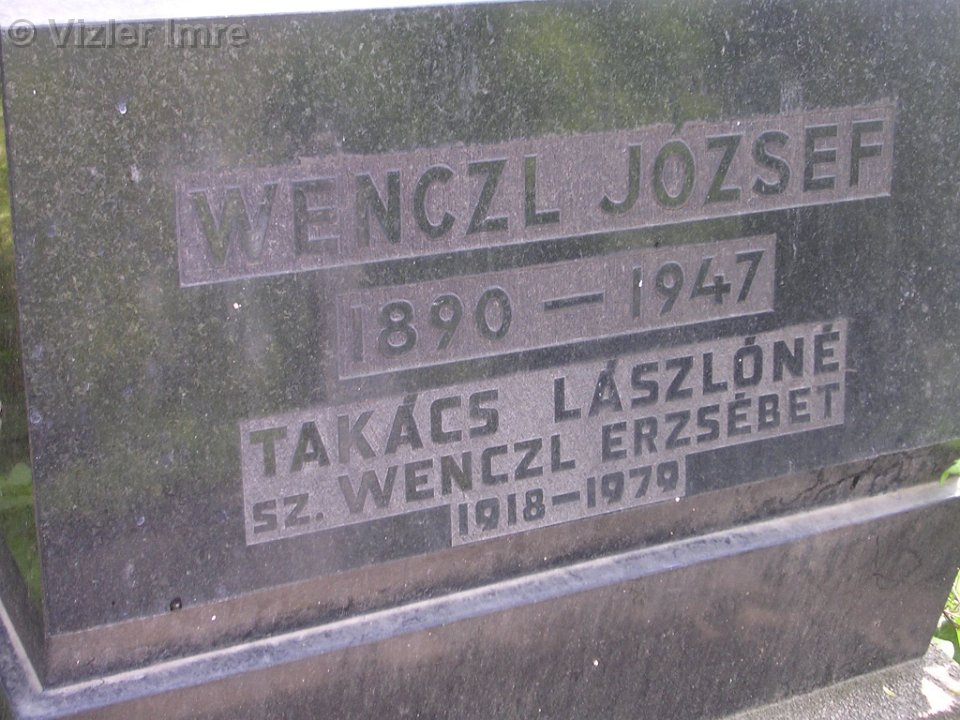 © Vizler Imre
WENCZL JÓZSEF
1890 — 1947
TAKÁCS LÁSZLÓNÉ
SZ. WENCZL ERZSÉBET
1918—1979